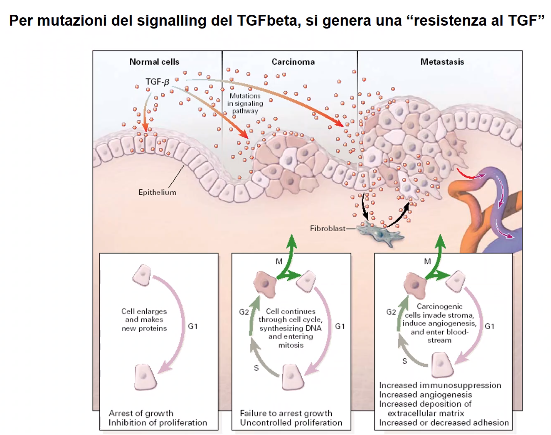 Per mutazioni del signalling del TGFbeta, si genera una “resistenza al TGF”
Normal cells
Carcinoma
Metastasis
TGF-β
Mutations
in signaling
pathway
Epithelium
Fibroblast
Cell enlarges
and makes
new proteins
G1
Arrest of growth
Inhibition of proliferation
M
G2
Cell continues
through cell cycle,
synthesizing DNA
and entering
mitosis
G1
S
Failure to arrest growth
Uncontrolled proliferation
M
G2
Carcinogenic
cells invade stroma,
induce angiogenesis,
and enter blood-
stream
G1
S
Increased immunosuppression
Increased angiogenesis
Increased deposition of
extracellular matrix
Increased or decreased adhesion